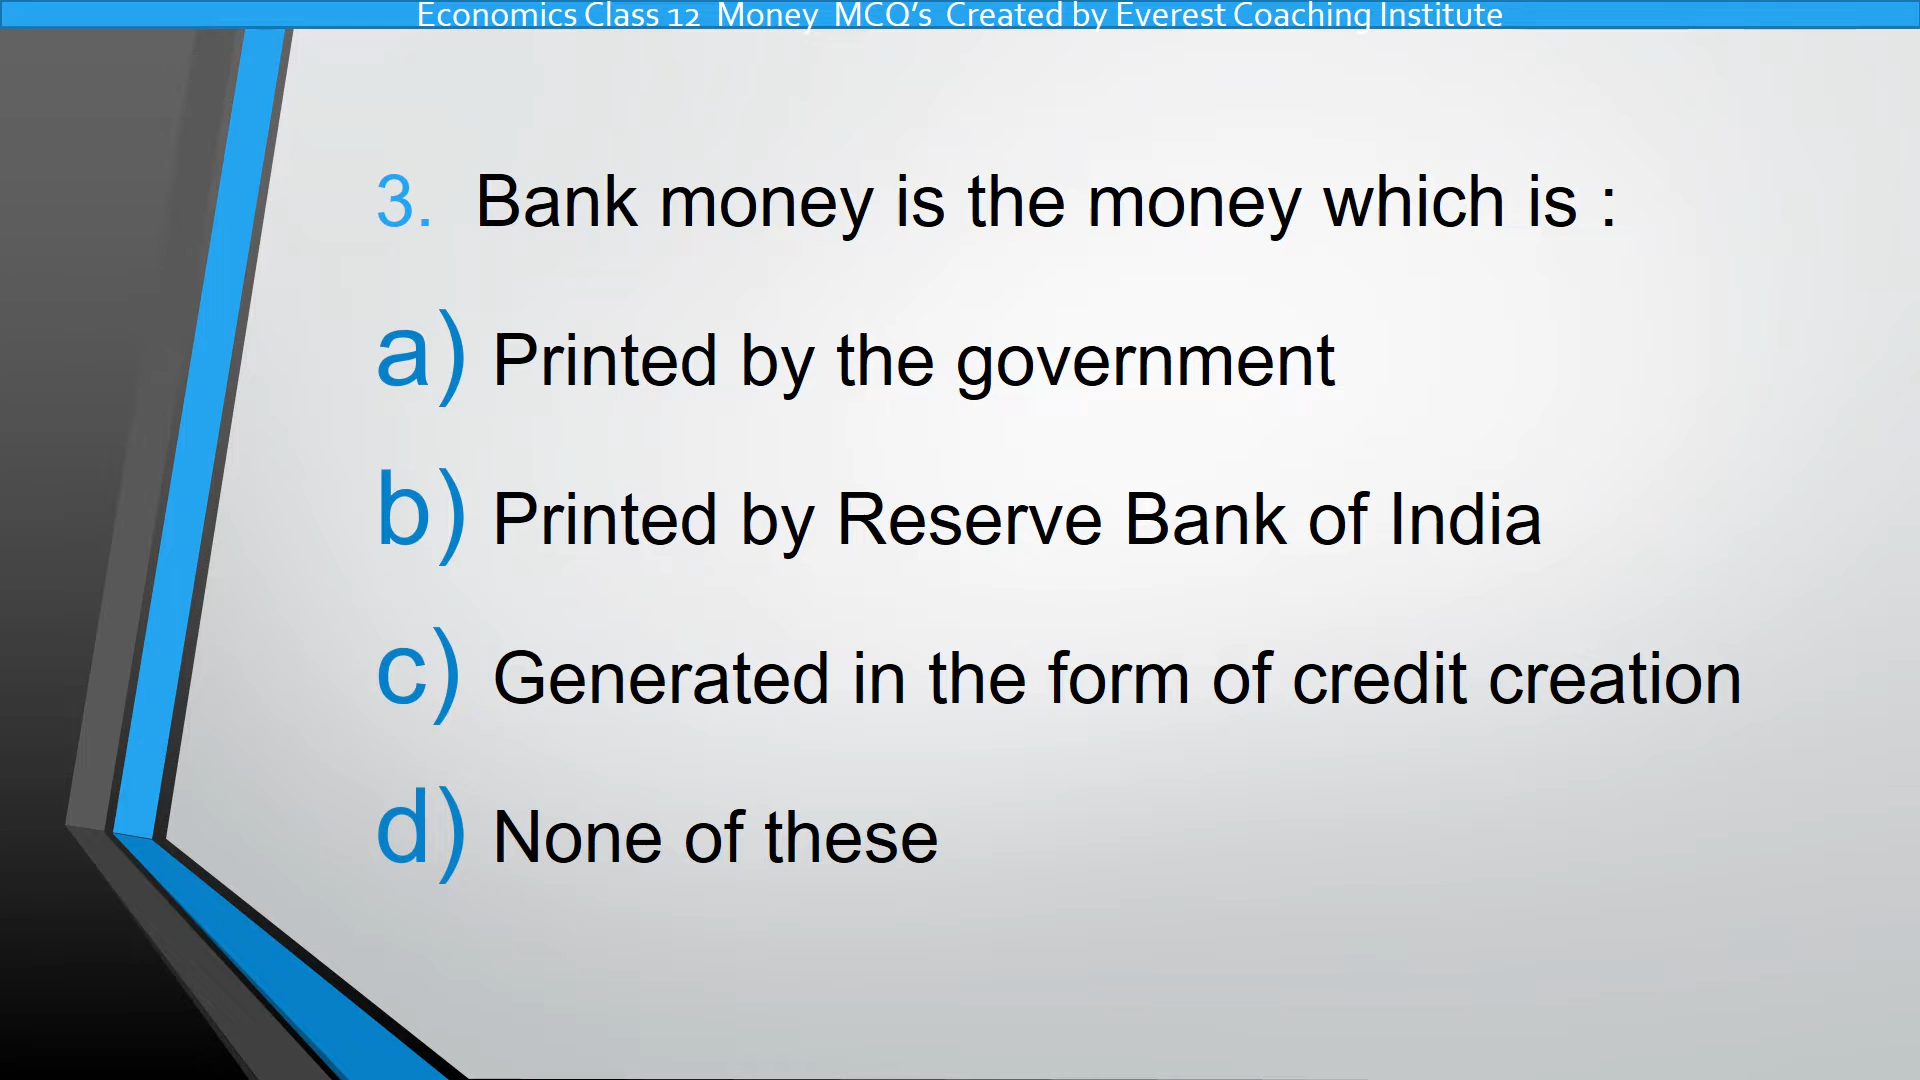 Economics Class 12 Money MCQ’s Created by Everest Coaching Institute
3. Bank money is the money which is :
a) Printed by the government
b) Printed by Reserve Bank of India
c) Generated in the form of credit creation
d) None of these